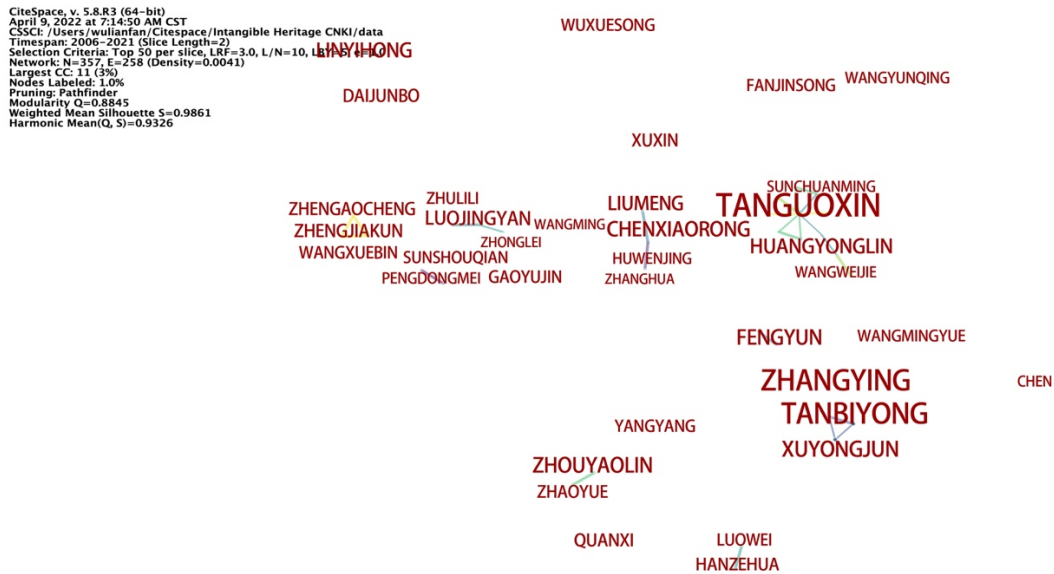 CiteSpace, v. 5.8.R3 (64-bit)
April 9, 2022 at 7:14:50 AM CST
CSSCI: /Users/wulianfan/Citespace/Intangible Heritage CNKI/data
Timespan: 2006-2021 (Slice Length=2)
Selection Criteria: Top 50 per slice, LRF=3.0, L/N=10,
Network: N=357, E=258 (Density=0.0041)
Largest CC: 11 (3%)
Nodes Labeled: 1.0%
Pruning: Pathfinder
Modularity Q=0.8845
Weighted Mean Silhouette S=0.9861
Harmonic Mean(Q, S)=0.9326
WUXUESONG
LINYIHONG
WANGYUNQING
FANJINSONG
DAIJUNBO
XUXIN
SUNCHUANMING
ZHULILI
LIUMENG
TANGUOXIN
ZHENGAOCHENG
LUOJINGYAN
WANGMING
CHENXIAORONG
ZHENGJIAKUN
ZHONGLEI
HUANGYONGLIN
WANGXUEBIN
SUNSHOUQIAN
HUWENJING
WANGWEIJIE
PENGDONGMEI
GAOYUJIN
ZHANGHUA
FENGYUN
WANGMINGYUE
ZHANGYING
CHEN
TANBIYONG
YANGYANG
XUYONGJUN
ZHOUYAOLIN
ZHAOYUE
QUANXI
LUOWEI
HANZEHUA